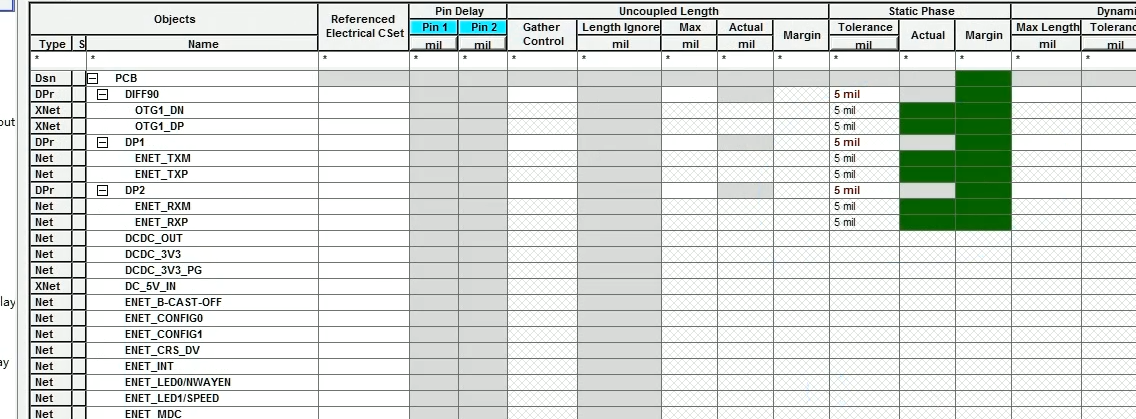 Objects Referenced Electrical CSet Pin Delay Uncoupled Length Static Phase Dynami
Pin 1 Pin 2 Gather Control Length Ignore Max Actual Margin Tolerance Actual Margin Max Length Toleranc
Type S Name mil mil mil mil mil mil mil mil
* * * * * * * * * * * * * * *
Dsn PCB
DPr DIFF90 5 mil
XNet OTG1_DN 5 mil
out
XNet OTG1_DP 5 mil
DPr DP1 5 mil
Net ENET_TXM 5 mil
Net ENET_TXP 5 mil
DPr DP2 5 mil
Net ENET_RXM 5 mil
Net ENET_RXP 5 mil
Net DCDC_OUT
Net DCDC_3V3
Net DCDC_3V3_PG
XNet DC_5V_IN
lay
Net ENET_B-CAST-OFF
Net ENET_CONFIG0
Net ENET_CONFIG1
Net ENET_CRS_DV
ay
Net ENET_INT
Net ENET_LED0/NWAYEN
Net ENET_LED1/SPEED
Net ENET_MDC